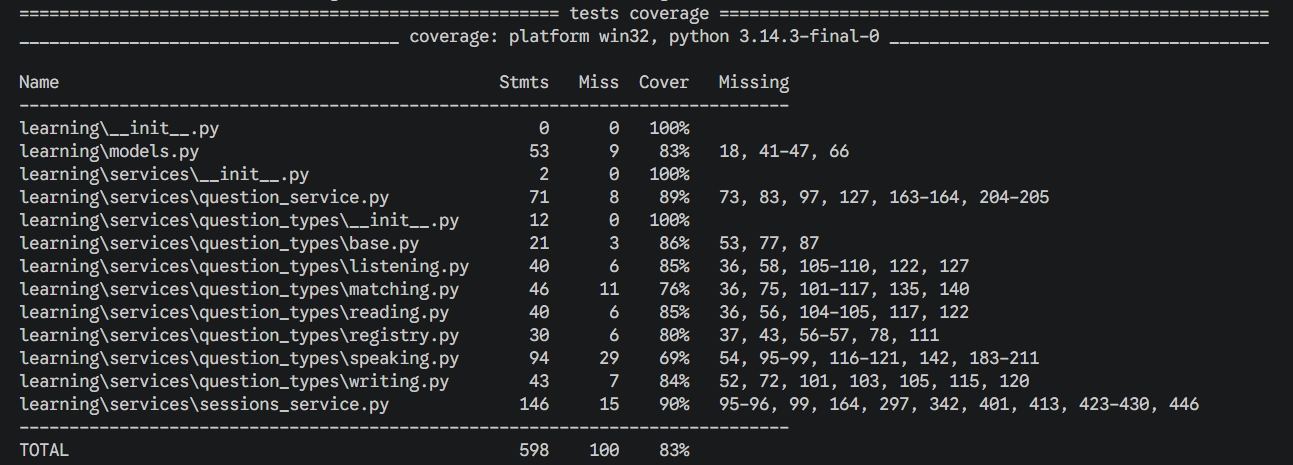 ====================================================== tests coverage =======================================================
______________________________________ coverage: platform win32, python 3.14.3-final-0 ______________________________________
Name                                              Stmts   Miss  Cover   Missing
-----------------------------------------------------------------------------
learning\__init__.py                                  0      0   100%
learning\models.py                                   53      9    83%   18, 41-47, 66
learning\services\__init__.py                         2      0   100%
learning\services\question_service.py                71      8    89%   73, 83, 97, 127, 163-164, 204-205
learning\services\question_types\__init__.py         12      0   100%
learning\services\question_types\base.py             21      3    86%   53, 77, 87
learning\services\question_types\listening.py        40      6    85%   36, 58, 105-110, 122, 127
learning\services\question_types\matching.py         46     11    76%   36, 75, 101-117, 135, 140
learning\services\question_types\reading.py          40      6    85%   36, 56, 104-105, 117, 122
learning\services\question_types\registry.py         30      6    80%   37, 43, 56-57, 78, 111
learning\services\question_types\speaking.py         94     29    69%   54, 95-99, 116-121, 142, 183-211
learning\services\question_types\writing.py          43      7    84%   52, 72, 101, 103, 105, 115, 120
learning\services\sessions_service.py               146     15    90%   95-96, 99, 164, 297, 342, 401, 413, 423-430, 446
-----------------------------------------------------------------------------
TOTAL                                               598    100    83%